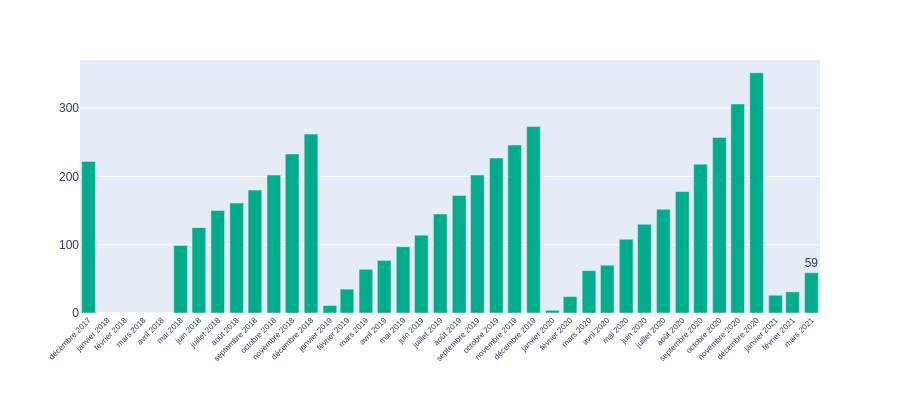 300
200
100
0
59
décembre 2017
janvier 2018
février 2018
mars 2018
avril 2018
mai 2018
juin 2018
juillet 2018
août 2018
septembre 2018
octobre 2018
novembre 2018
décembre 2018
janvier 2019
février 2019
mars 2019
avril 2019
mai 2019
juin 2019
juillet 2019
août 2019
septembre 2019
octobre 2019
novembre 2019
décembre 2019
janvier 2020
février 2020
mars 2020
avril 2020
mai 2020
juin 2020
juillet 2020
août 2020
septembre 2020
octobre 2020
novembre 2020
décembre 2020
janvier 2021
février 2021
mars 2021